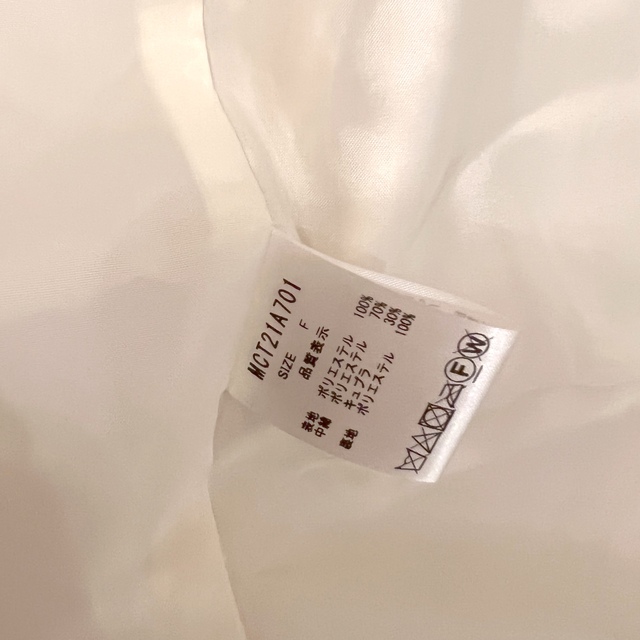 MCT21A701
SIZE F
品質表示
表地 ポリエステル 100%
中綿 ポリエステル 70%
キュプラ 30%
裏地 ポリエステル 100%
F W